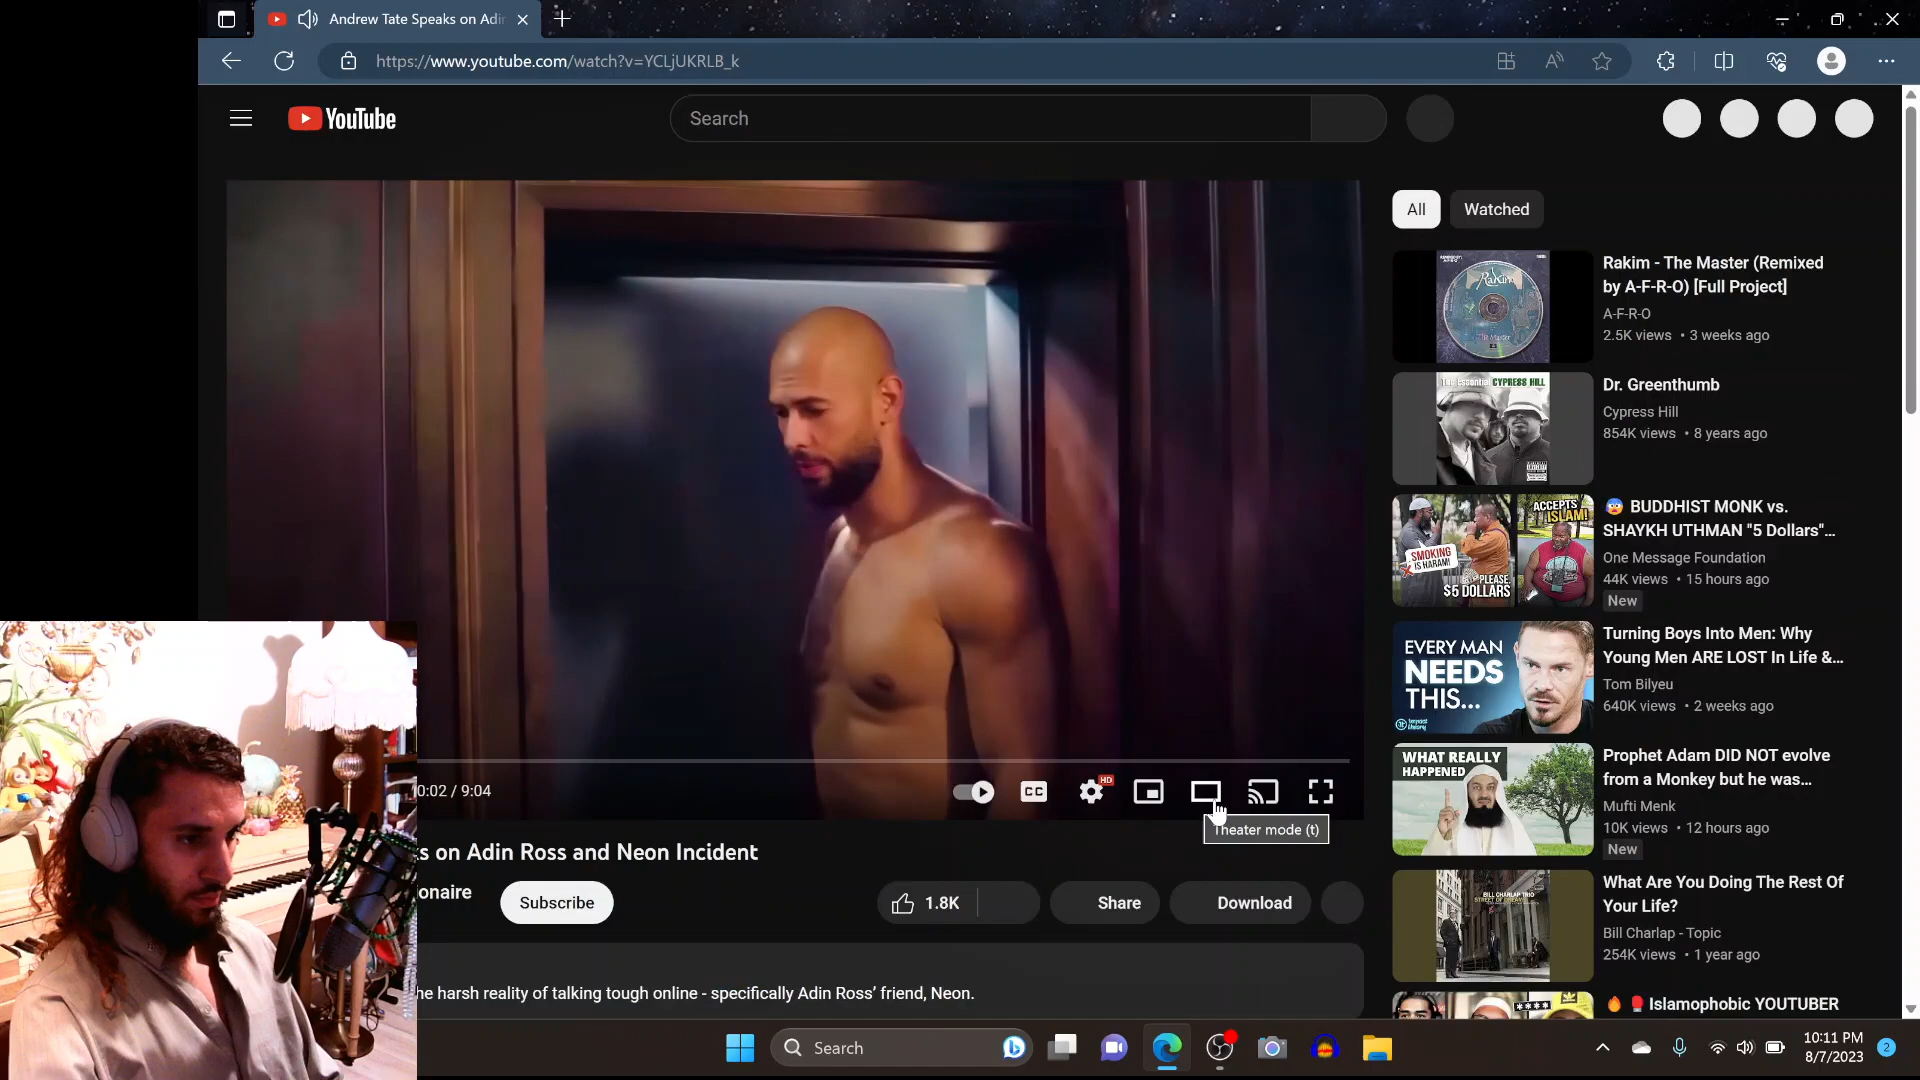 Andrew Tate Speaks on Adin
https://www.youtube.com/watch?v=YCLjUKRLB_k
YouTube
Search
All
Watched
Rakim - The Master (Remixed
by A-F-R-O) [Full Project]
A-F-R-O
2.5K views • 3 weeks ago
The Essential CYPRESS HILL
Dr. Greenthumb
Cypress Hill
854K views • 8 years ago
SMOKING
IS HARAM!
PLEASE,
$5 DOLLARS
ACCEPTS
ISLAM!
😨 BUDDHIST MONK vs.
SHAYKH UTHMAN "5 Dollars"...
One Message Foundation
44K views • 15 hours ago
New
EVERY MAN
NEEDS
THIS...
Turning Boys Into Men: Why
Young Men ARE LOST In Life &...
Tom Bilyeu
640K views • 2 weeks ago
WHAT REALLY
HAPPENED
Prophet Adam DID NOT evolve
from a Monkey but he was...
Mufti Menk
10K views • 12 hours ago
New
BILL CHARLAP TRIO
What Are You Doing The Rest Of
Your Life?
Bill Charlap - Topic
254K views • 1 year ago
🔥 🥊 Islamophobic YOUTUBER
0:02 / 9:04
CC
HD
Theater mode (t)
s on Adin Ross and Neon Incident
onaire
Subscribe
1.8K
Share
Download
he harsh reality of talking tough online - specifically Adin Ross' friend, Neon.
Search
10:11 PM
8/7/2023
2